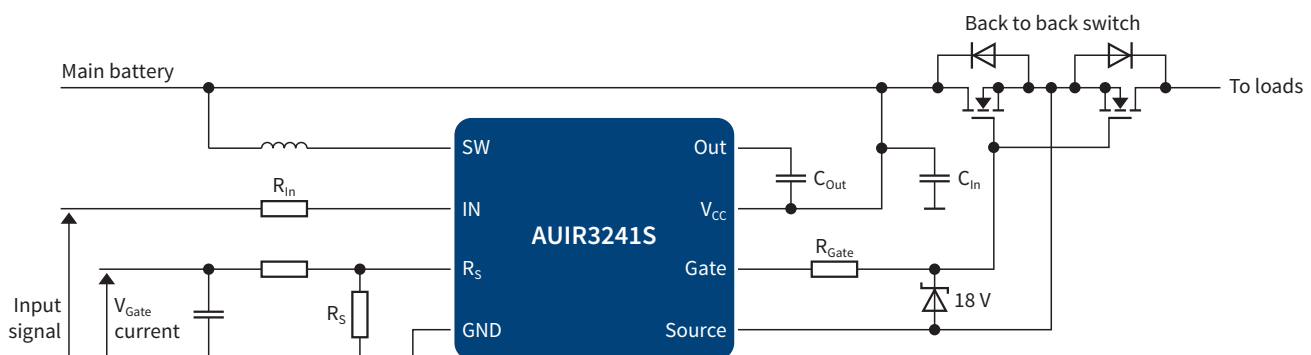 Back to back switch
Main battery
To loads
SW
Out
R_In
C_Out
C_In
IN
V_CC
AUIR3241S
R_Gate
R_S
Gate
Input
signal
V_Gate
current
R_S
18 V
GND
Source